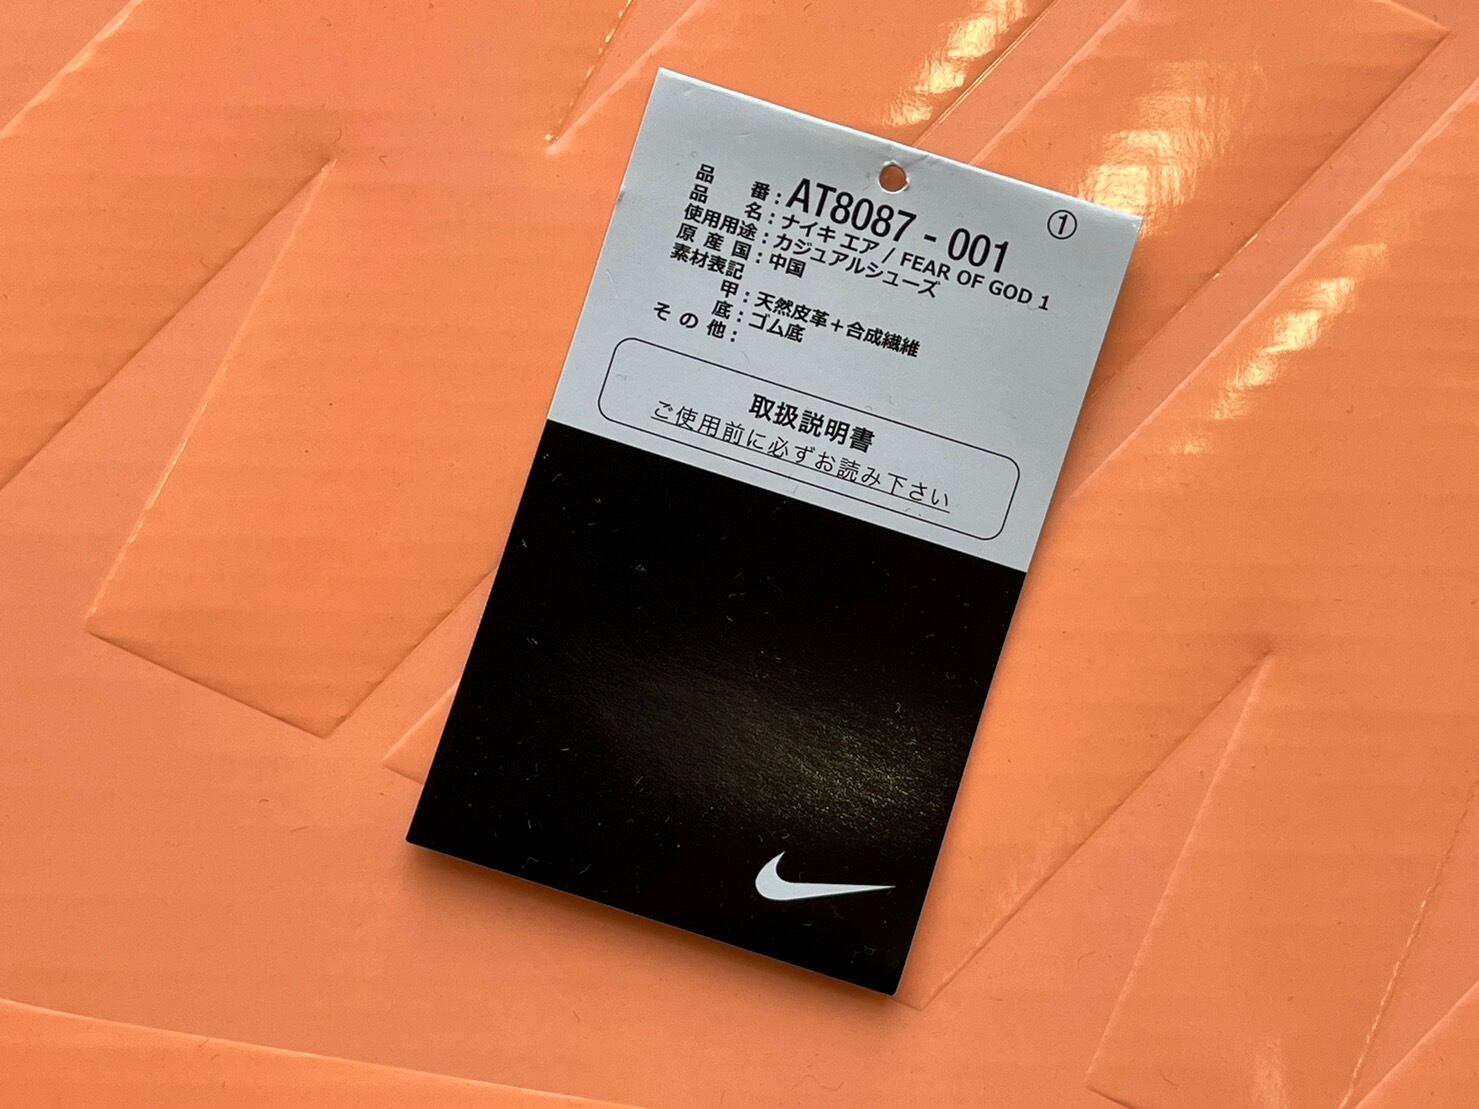 ①
品番:AT8087-001
品名:ナイキ エア / FEAR OF GOD 1
使用用途:カジュアルシューズ
原産国:中国
素材表記
甲:天然皮革+合成繊維
底:ゴム底
その他:
取扱説明書
ご使用前に必ずお読み下さい